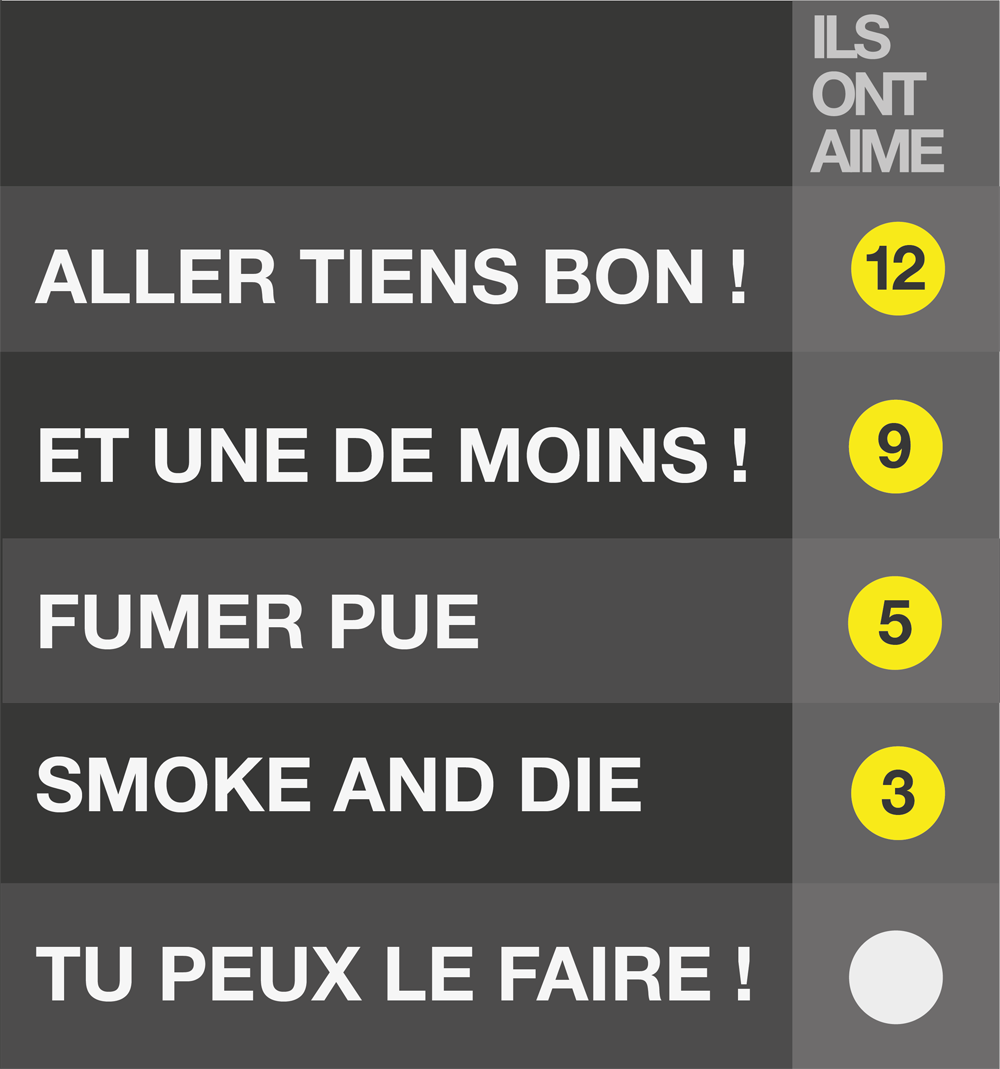 ILS
ONT
AIME
ALLER TIENS BON !
12
ET UNE DE MOINS !
9
FUMER PUE
5
SMOKE AND DIE
3
TU PEUX LE FAIRE !